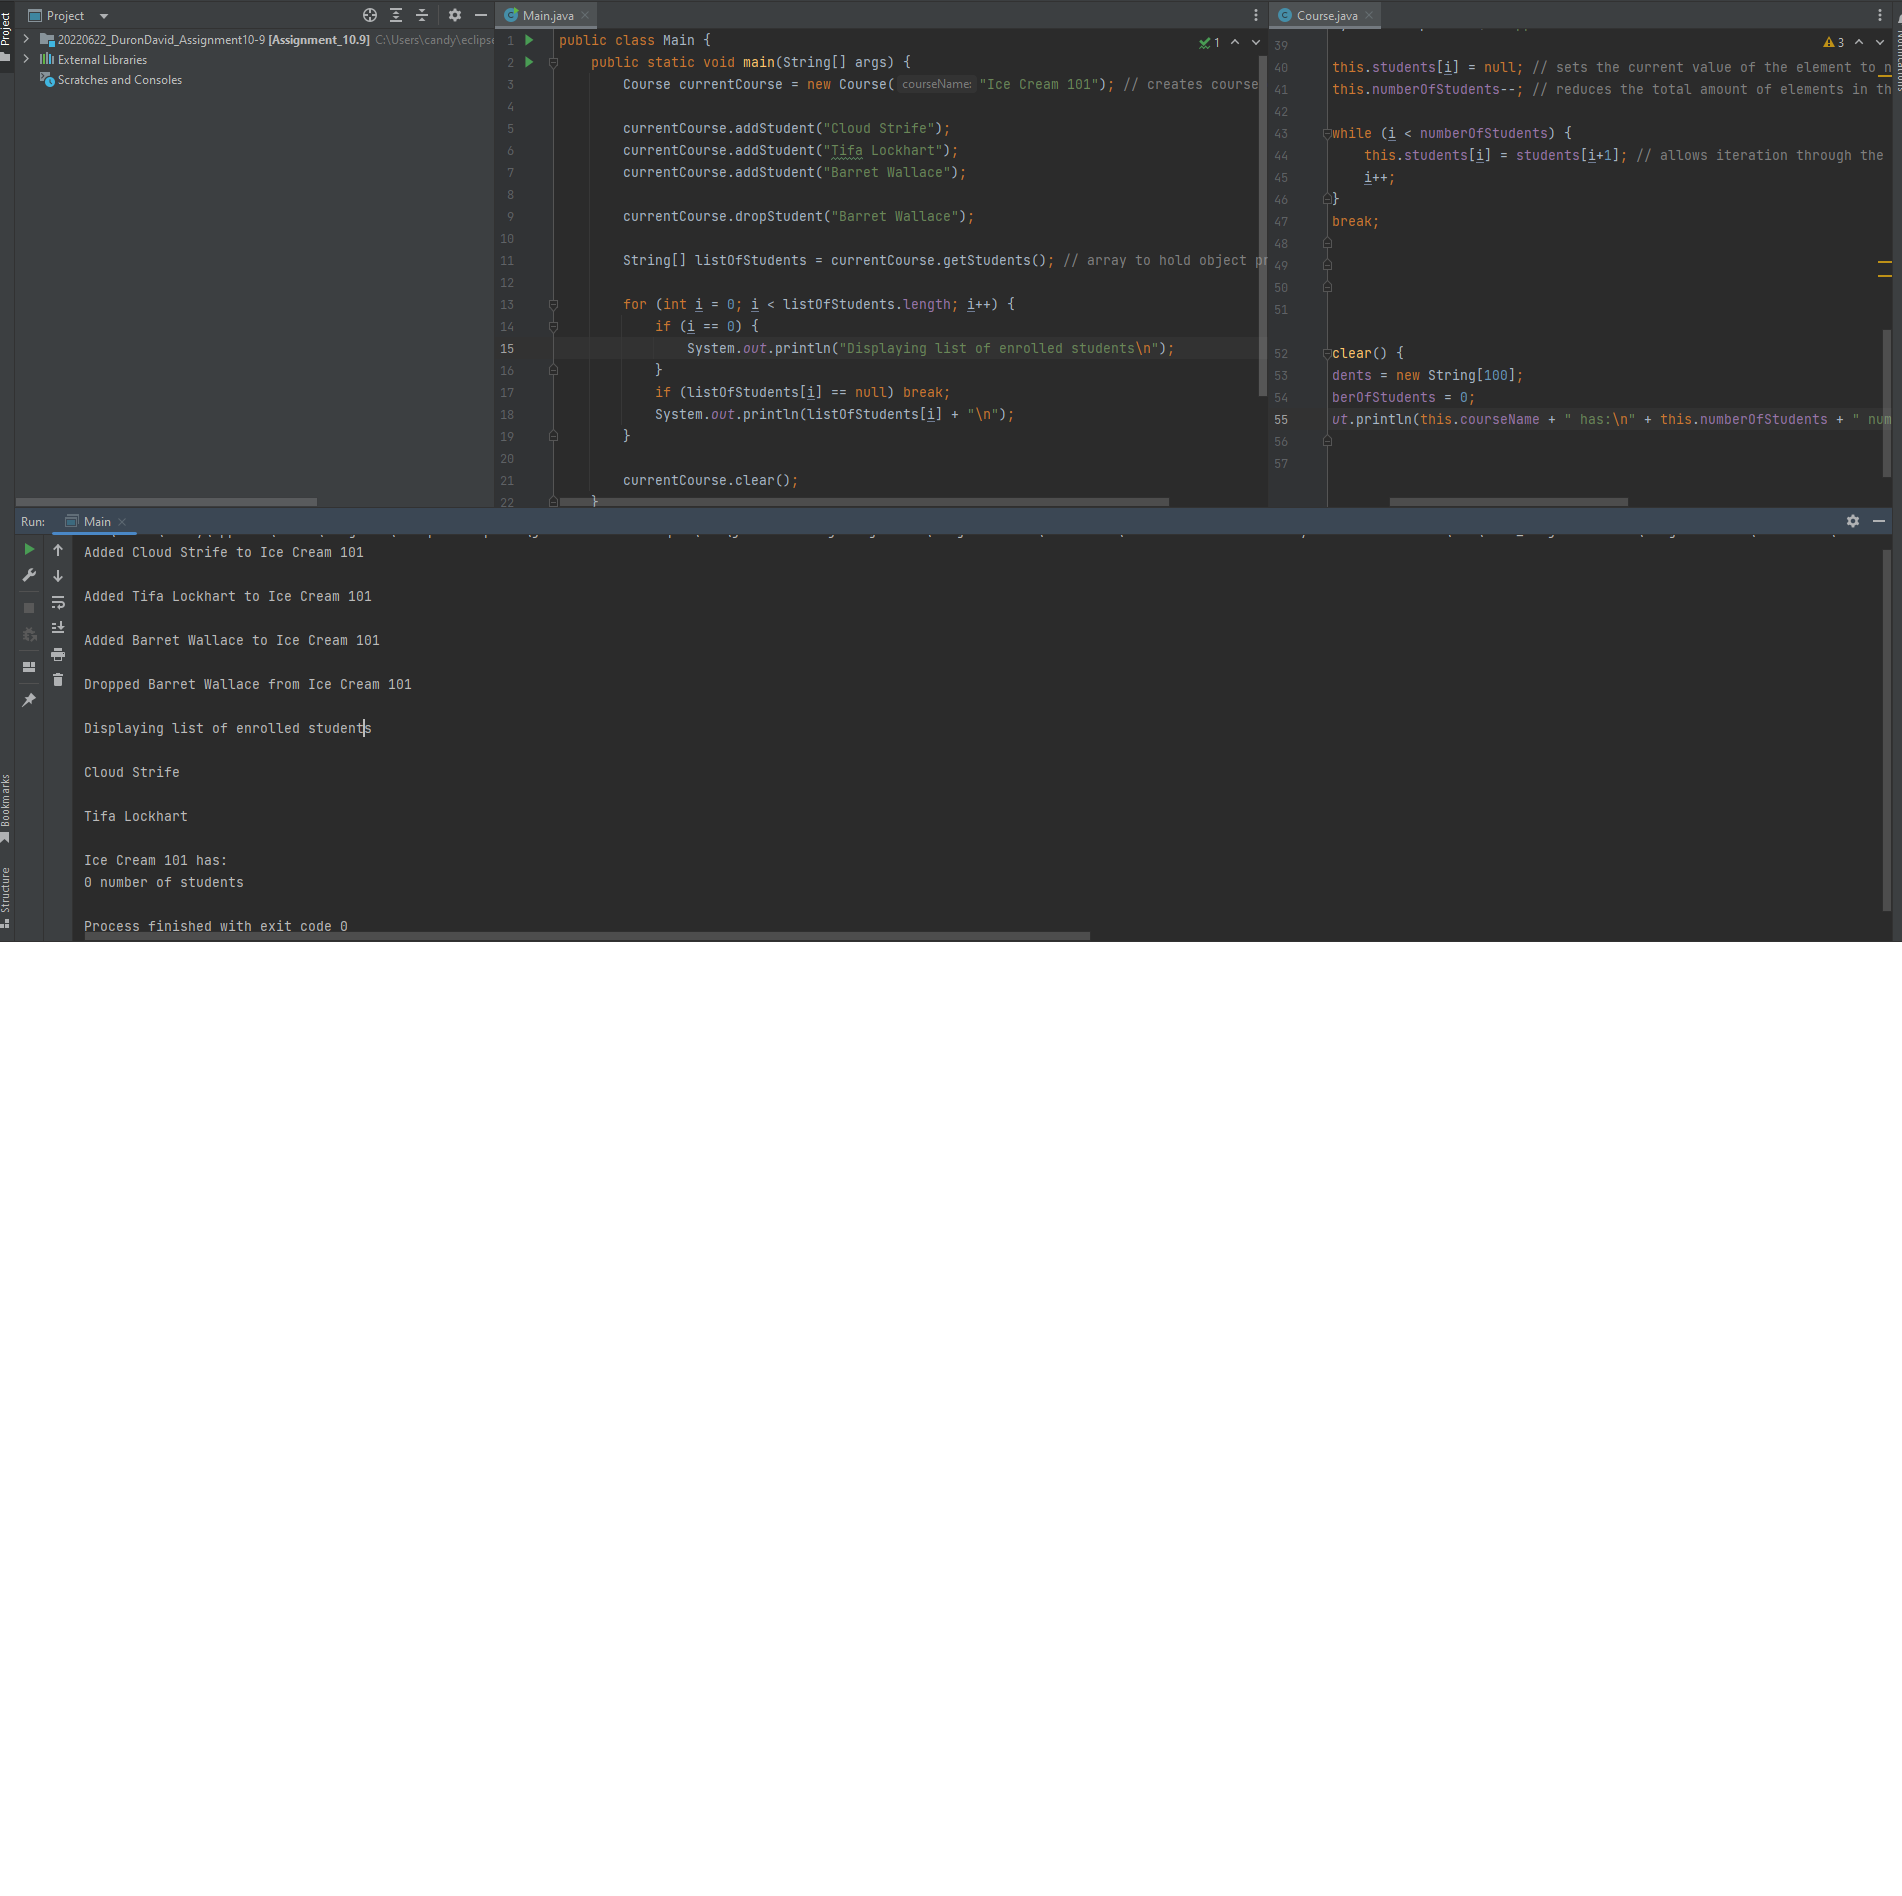 Project
20220622_DuronDavid_Assignment10-9 [Assignment_10.9] C:\Users\candy\eclipse
External Libraries
Scratches and Consoles
Project
Bookmarks
Structure
Main.java
1
1 public class Main {
2 public static void main(String[] args) {
3 Course currentCourse = new Course( courseName: "Ice Cream 101"); // creates course
4
5 currentCourse.addStudent("Cloud Strife");
6 currentCourse.addStudent("Tifa Lockhart");
7 currentCourse.addStudent("Barret Wallace");
8
9 currentCourse.dropStudent("Barret Wallace");
10
11 String[] listOfStudents = currentCourse.getStudents(); // array to hold object pr
12
13 for (int i = 0; i < listOfStudents.length; i++) {
14 if (i == 0) {
15 System.out.println("Displaying list of enrolled students\n");
16 }
17 if (listOfStudents[i] == null) break;
18 System.out.println(listOfStudents[i] + "\n");
19 }
20
21 currentCourse.clear();
22 }
Course.java
3
39
40 this.students[i] = null; // sets the current value of the element to n
41 this.numberOfStudents--; // reduces the total amount of elements in th
42
43 while (i < numberOfStudents) {
44 this.students[i] = students[i+1]; // allows iteration through the
45 i++;
46 }
47 break;
48
49
50
51
52 clear() {
53 dents = new String[100];
54 berOfStudents = 0;
55 ut.println(this.courseName + " has:\n" + this.numberOfStudents + " num
56
57
Notifications
Run: Main
Added Cloud Strife to Ice Cream 101
Added Tifa Lockhart to Ice Cream 101
Added Barret Wallace to Ice Cream 101
Dropped Barret Wallace from Ice Cream 101
Displaying list of enrolled students
Cloud Strife
Tifa Lockhart
Ice Cream 101 has:
0 number of students
Process finished with exit code 0